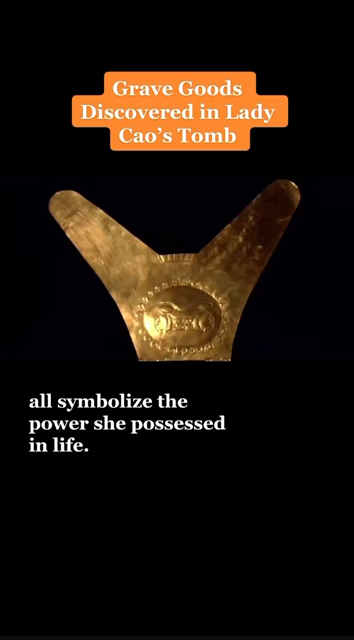 Grave Goods
Discovered in Lady
Cao's Tomb
all symbolize the
power she possessed
in life.